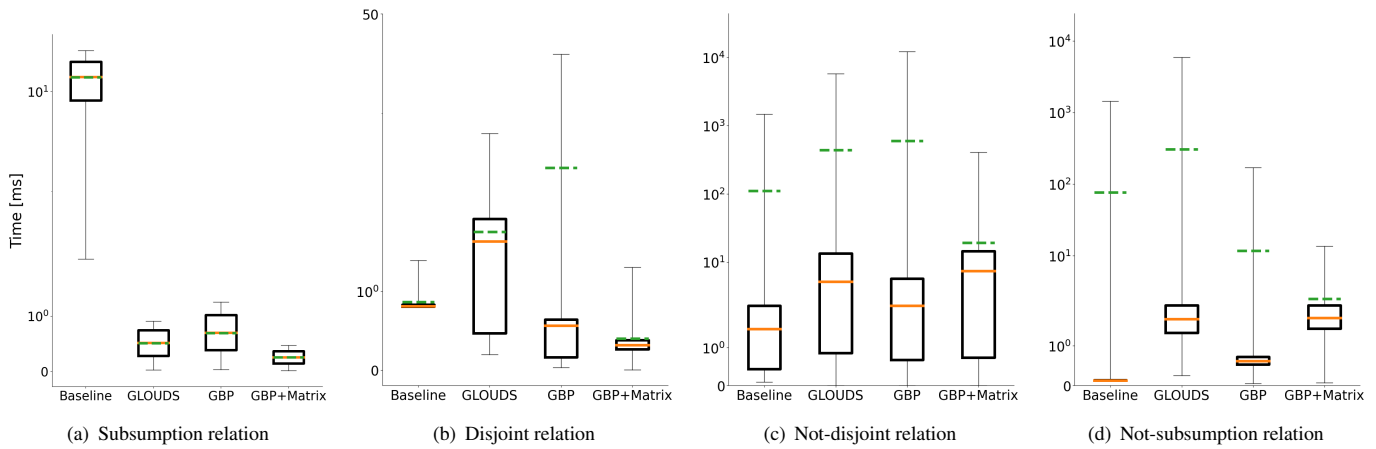 Time [ms]
10¹
10⁰
0
Baseline GLOUDS GBP GBP+Matrix
(a) Subsumption relation
50
10⁰
0
Baseline GLOUDS GBP GBP+Matrix
(b) Disjoint relation
10⁴
10³
10²
10¹
10⁰
0
Baseline GLOUDS GBP GBP+Matrix
(c) Not-disjoint relation
10⁴
10³
10²
10¹
10⁰
0
Baseline GLOUDS GBP GBP+Matrix
(d) Not-subsumption relation